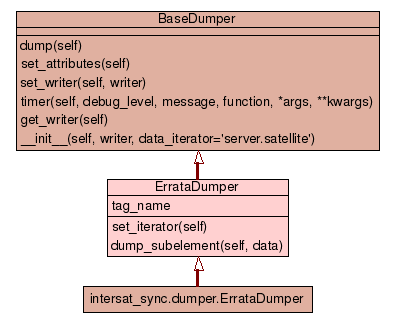 BaseDumper
dump(self)
set_attributes(self)
set_writer(self, writer)
timer(self, debug_level, message, function, *args, **kwargs)
get_writer(self)
__init__(self, writer, data_iterator='server.satellite')
ErrataDumper
tag_name
set_iterator(self)
dump_subelement(self, data)
intersat_sync.dumper.ErrataDumper